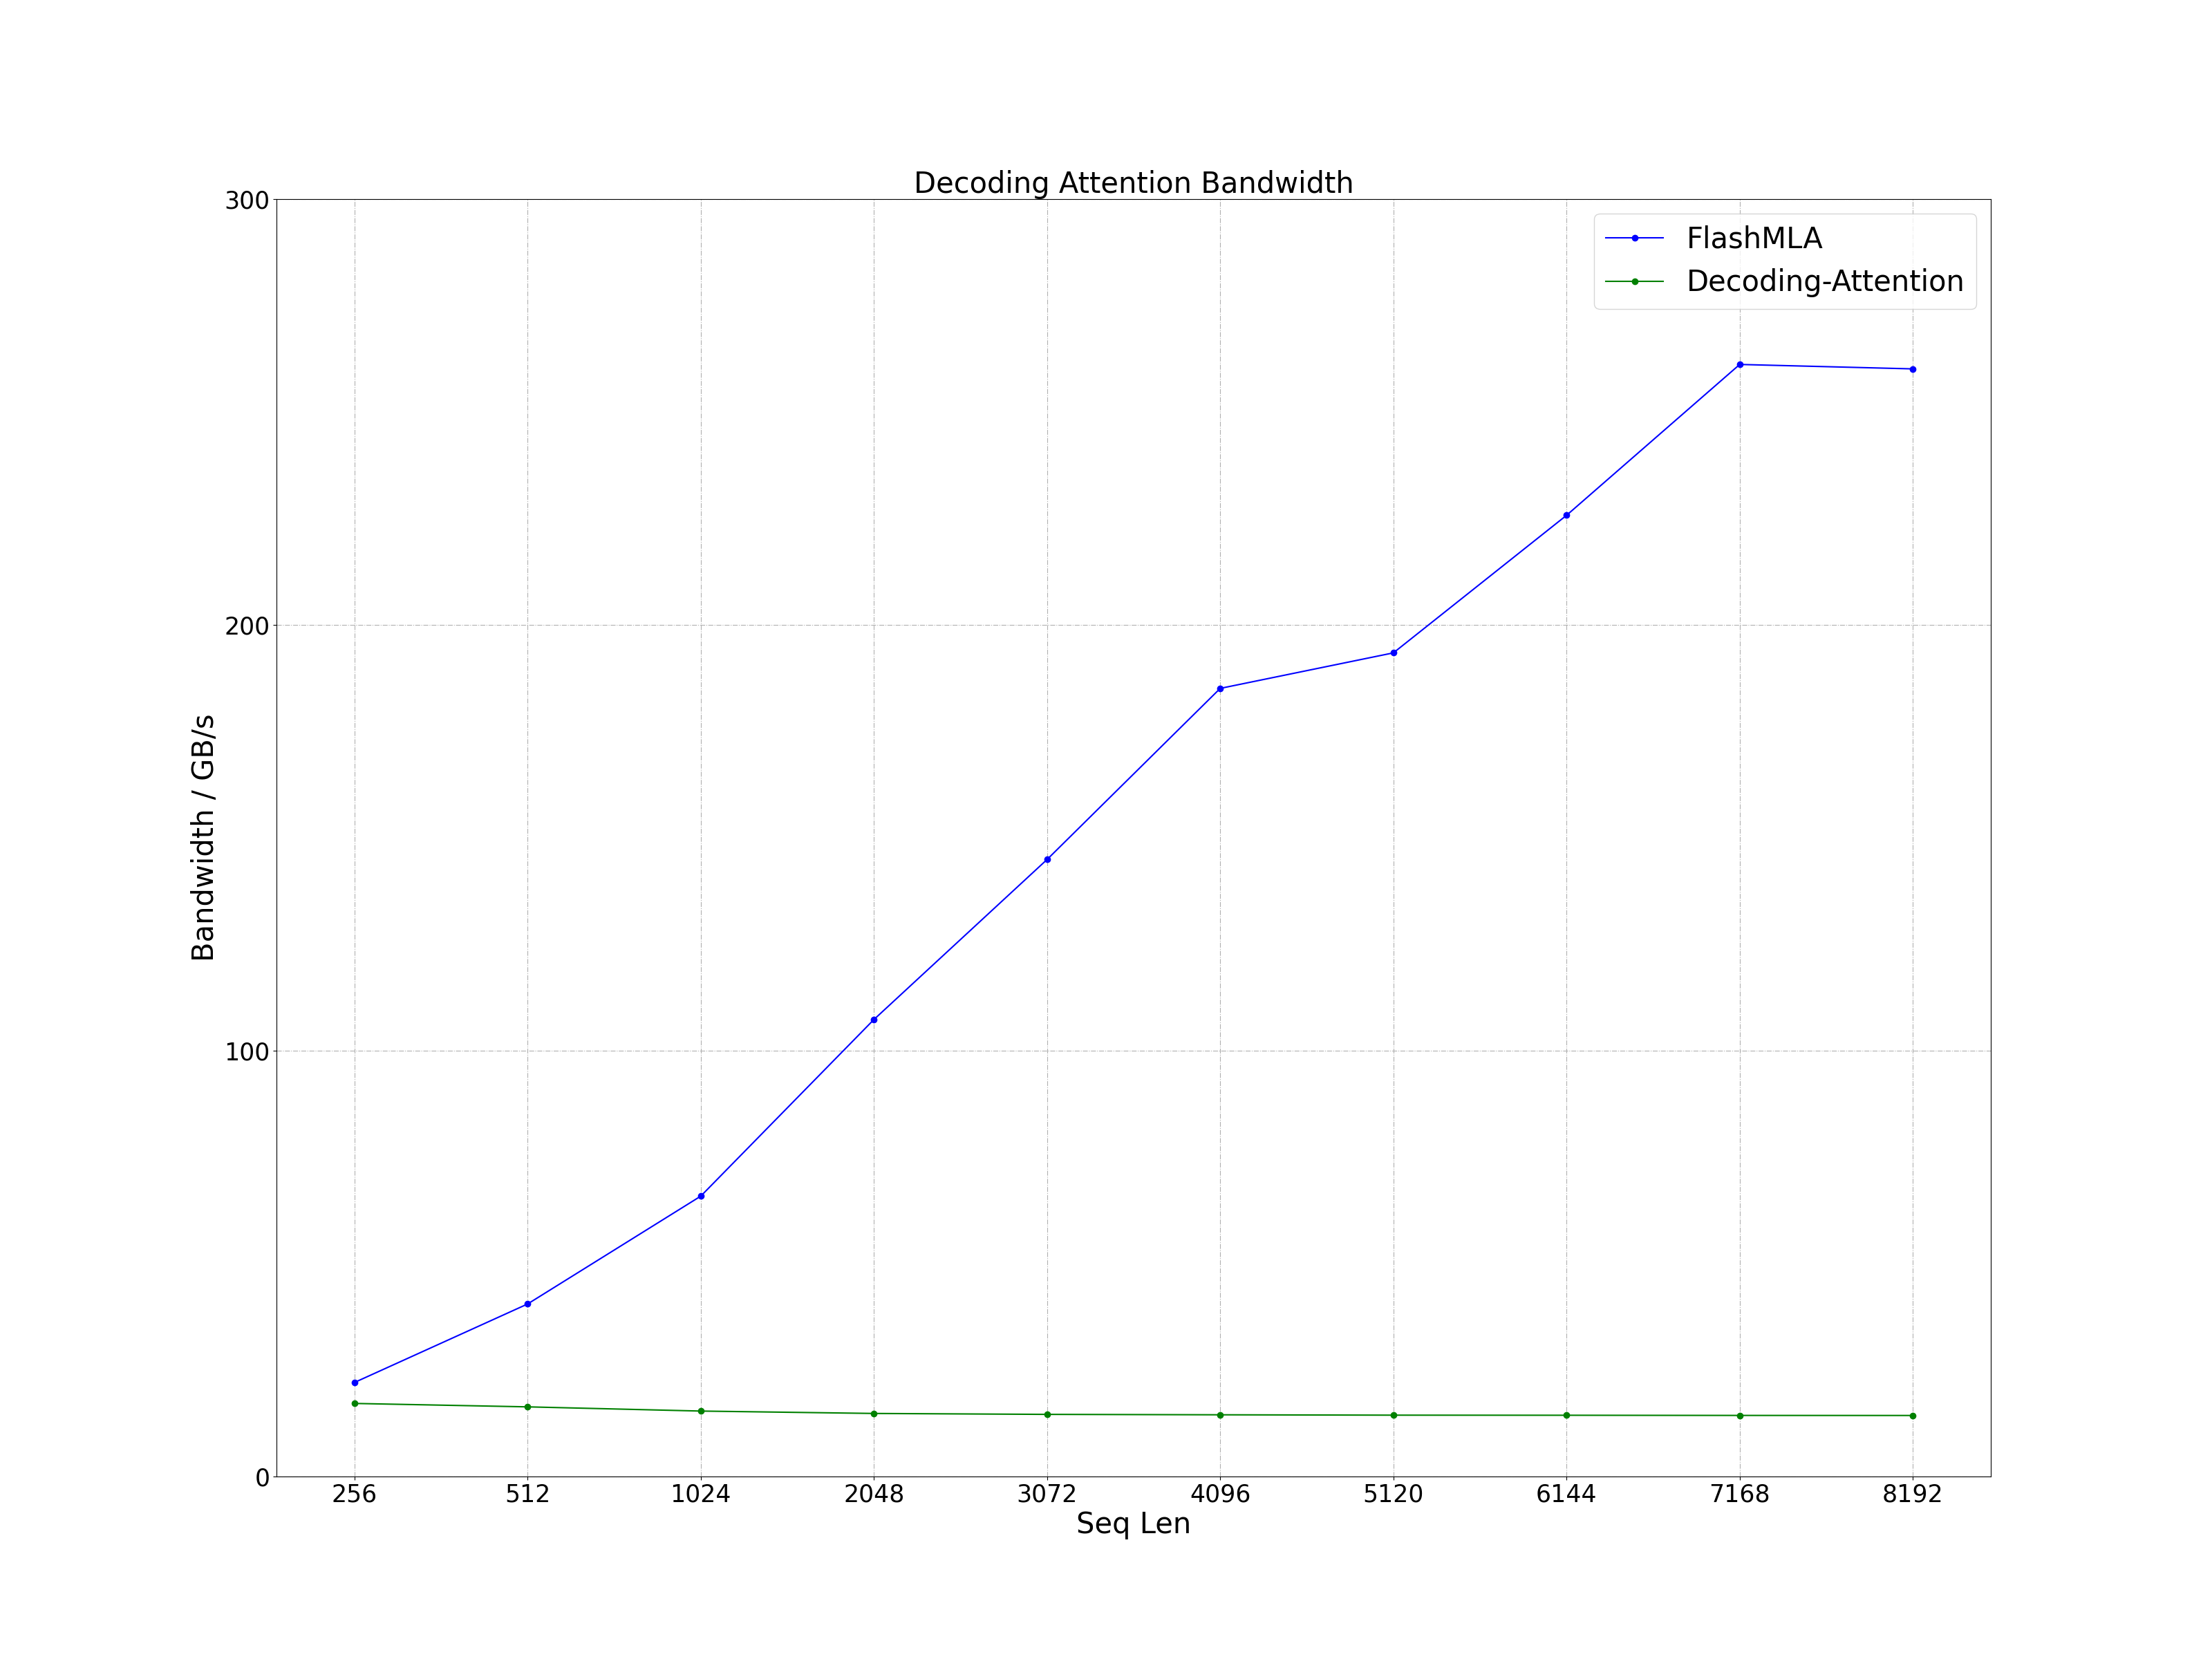 Decoding Attention Bandwidth
FlashMLA
Decoding-Attention
Bandwidth / GB/s
300
200
100
0
256 512 1024 2048 3072 4096 5120 6144 7168 8192
Seq Len